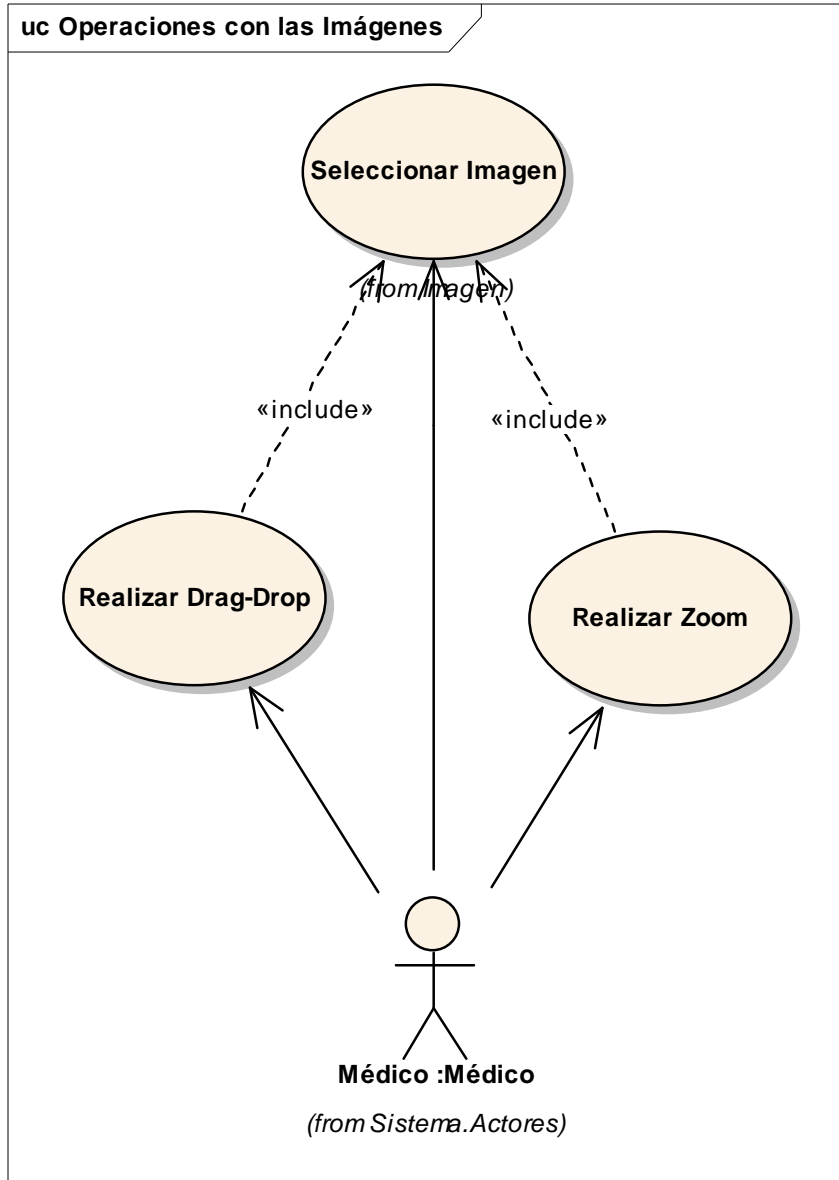 uc Operaciones con las Imágenes
Seleccionar Imagen
(from Imagen)
«include»
«include»
Realizar Drag-Drop
Realizar Zoom
Médico :Médico
(from Sistema.Actores)